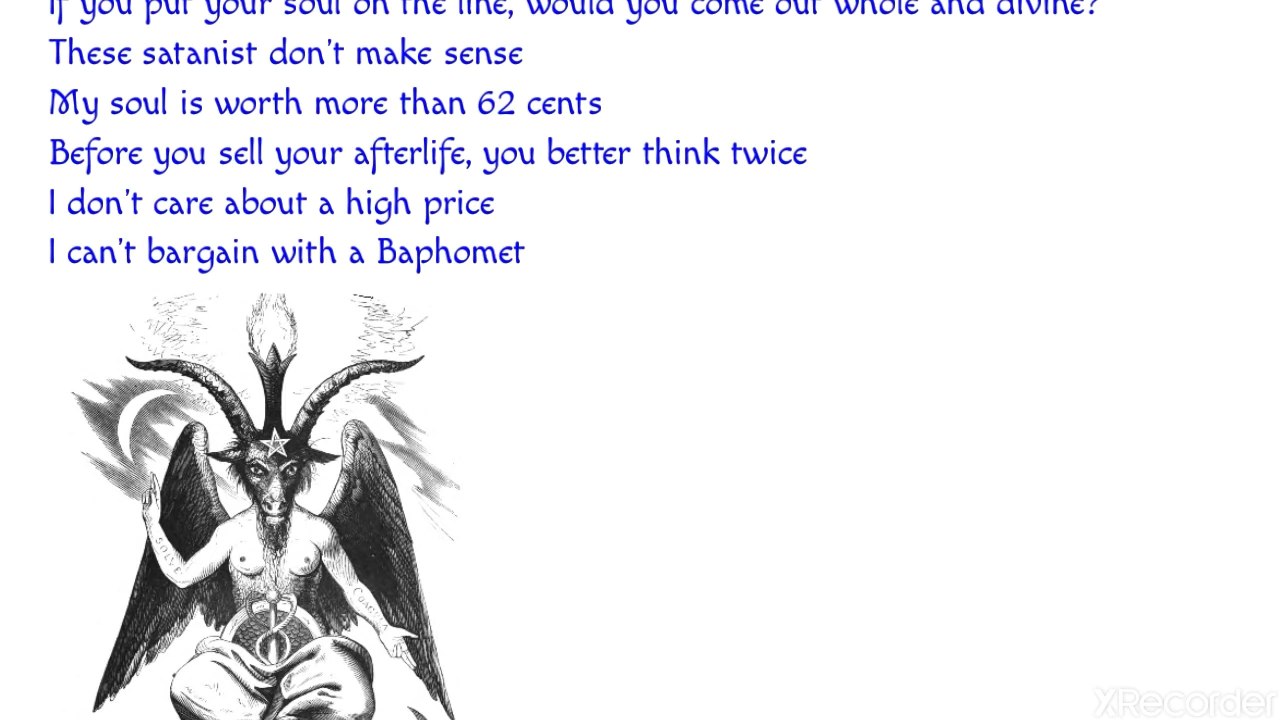 If you put your soul on the line, would you come out whole and divine?
These satanist don't make sense
My soul is worth more than 62 cents
Before you sell your afterlife, you better think twice
I don't care about a high price
I can't bargain with a Baphomet
SOLVE
COAG
XRecorder